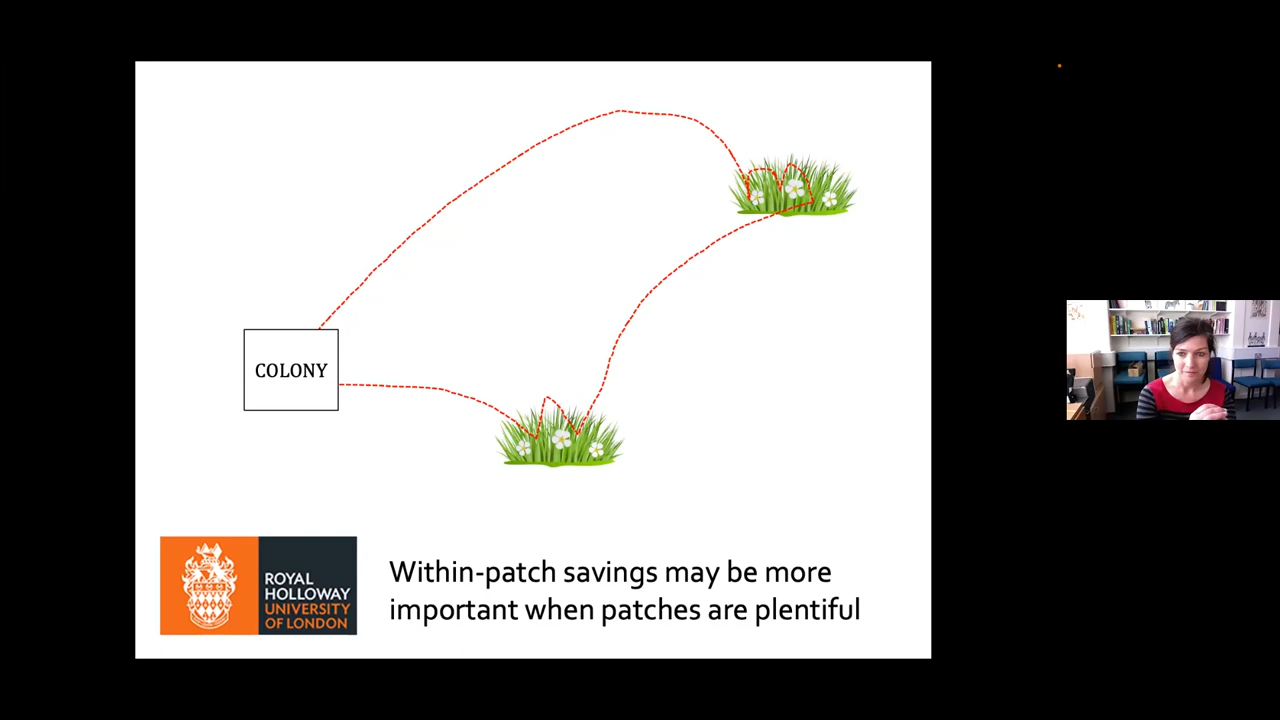 COLONY
ROYAL
HOLLOWAY
UNIVERSITY
OF LONDON
Within-patch savings may be more
important when patches are plentiful